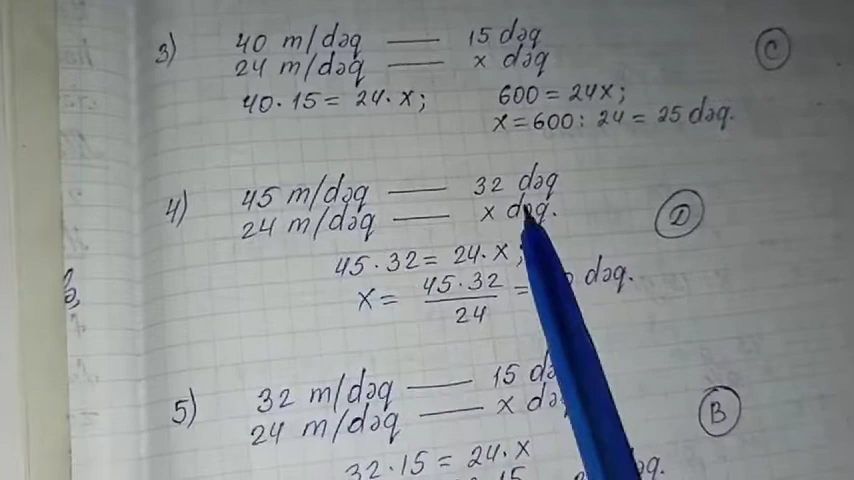 3) 40 m/dəq — 15 dəq
24 m/dəq — x dəq
40·15 = 24·x; 600 = 24x;
x = 600 : 24 = 25 dəq.
C
4) 45 m/dəq — 32 dəq
24 m/dəq — x dəq.
D
45·32 = 24·x;
x = 45·32 / 24 = dəq.
5) 32 m/dəq — 15
24 m/dəq — x
B
32·15 = 24·x